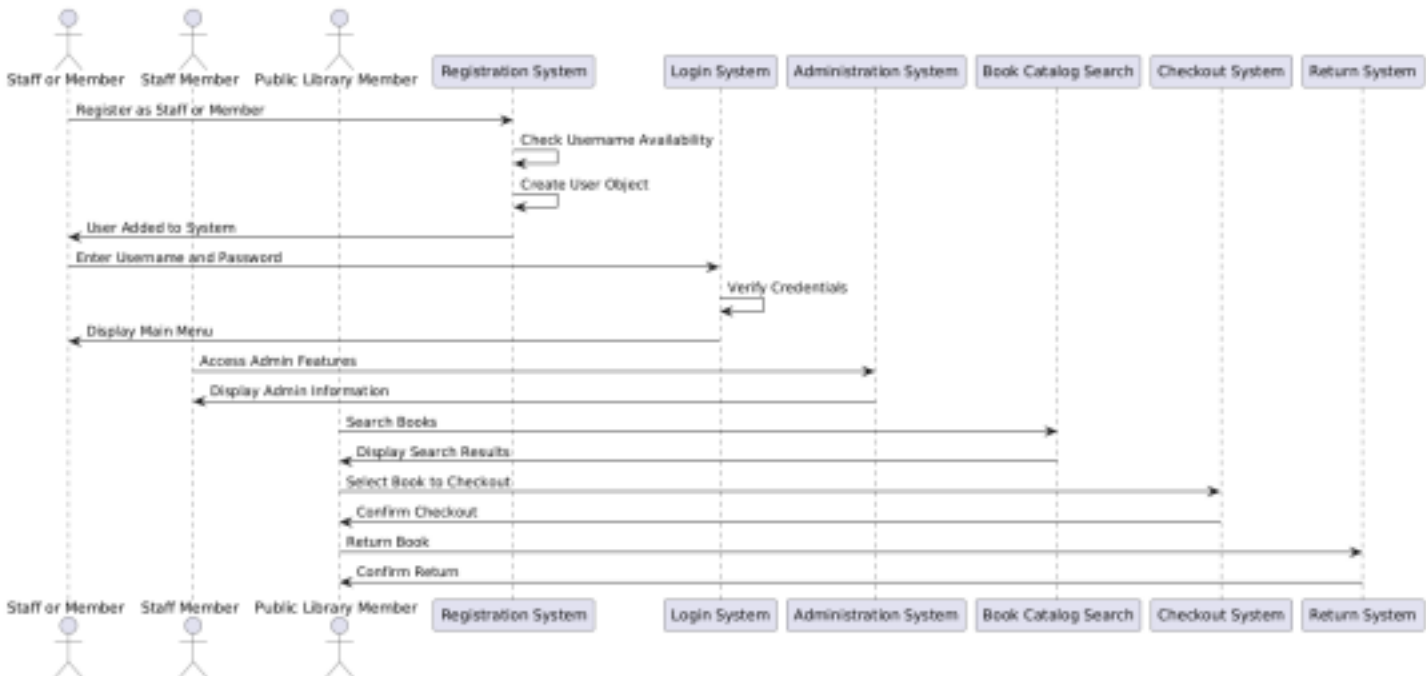 Staff or Member Staff Member Public Library Member Registration System Login System Administration System Book Catalog Search Checkout System Return System
Register as Staff or Member
Check Username Availability
Create User Object
User Added to System
Enter Username and Password
Verify Credentials
Display Main Menu
Access Admin Features
Display Admin Information
Search Books
Display Search Results
Select Book to Checkout
Confirm Checkout
Return Book
Confirm Return
Staff or Member Staff Member Public Library Member Registration System Login System Administration System Book Catalog Search Checkout System Return System